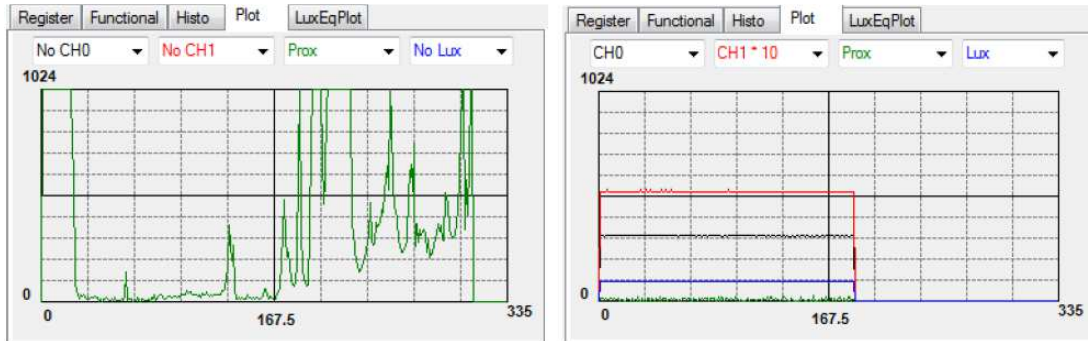 Register Functional Histo Plot LuxEqPlot
No CH0 No CH1 Prox No Lux
1024
0
0 167.5 335
Register Functional Histo Plot LuxEqPlot
CH0 CH1 * 10 Prox Lux
1024
0
0 167.5 335